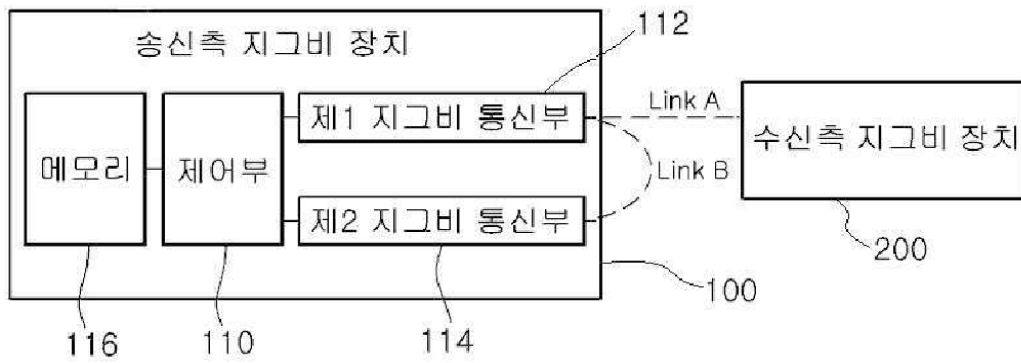 송신측 지그비 장치
112
제1 지그비 통신부
Link A
메모리
제어부
수신측 지그비 장치
Link B
제2 지그비 통신부
200
100
116
110
114